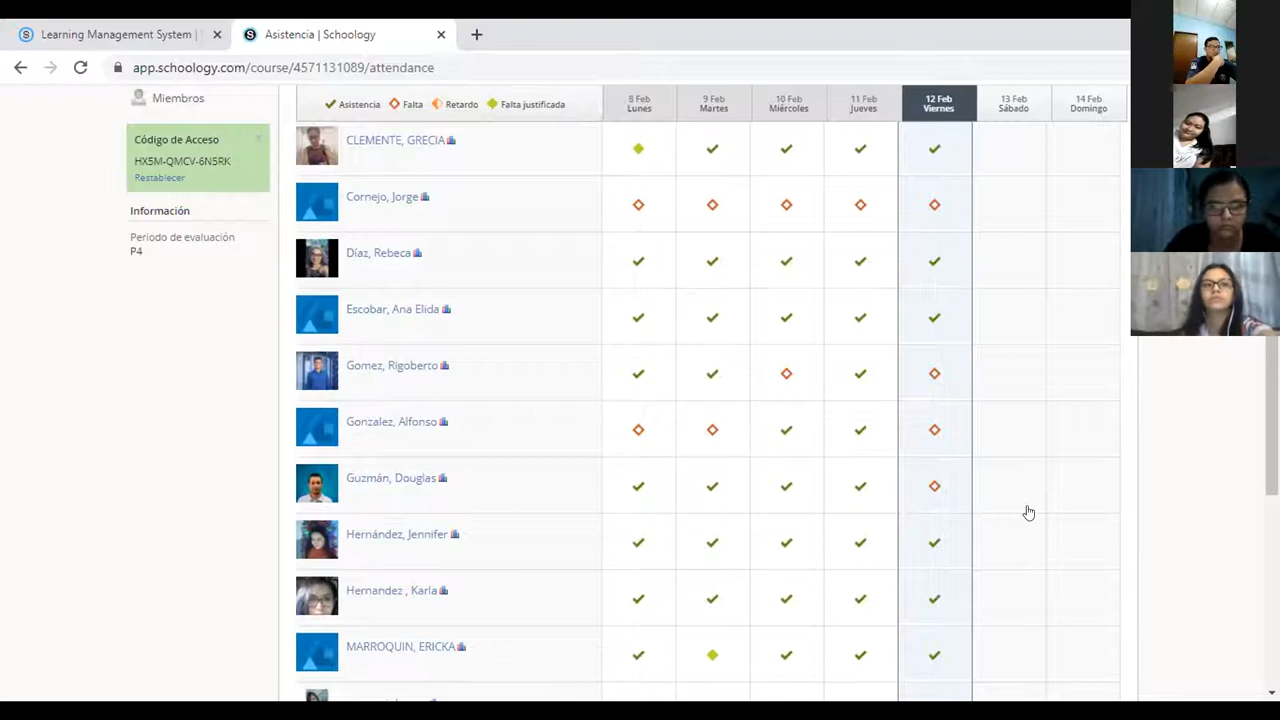 Learning Management System |
Asistencia | Schoology
app.schoology.com/course/4571131089/attendance
Miembros
Código de Acceso
HX5M-QMCV-6N5RK
Restablecer
Información
Periodo de evaluación
P4
Asistencia Falta Retardo Falta justificada
8 Feb Lunes
9 Feb Martes
10 Feb Miércoles
11 Feb Jueves
12 Feb Viernes
13 Feb Sábado
14 Feb Domingo
CLEMENTE, GRECIA
Cornejo, Jorge
Díaz, Rebeca
Escobar, Ana Elida
Gomez, Rigoberto
Gonzalez, Alfonso
Guzmán, Douglas
Hernández, Jennifer
Hernandez , Karla
MARROQUIN, ERICKA